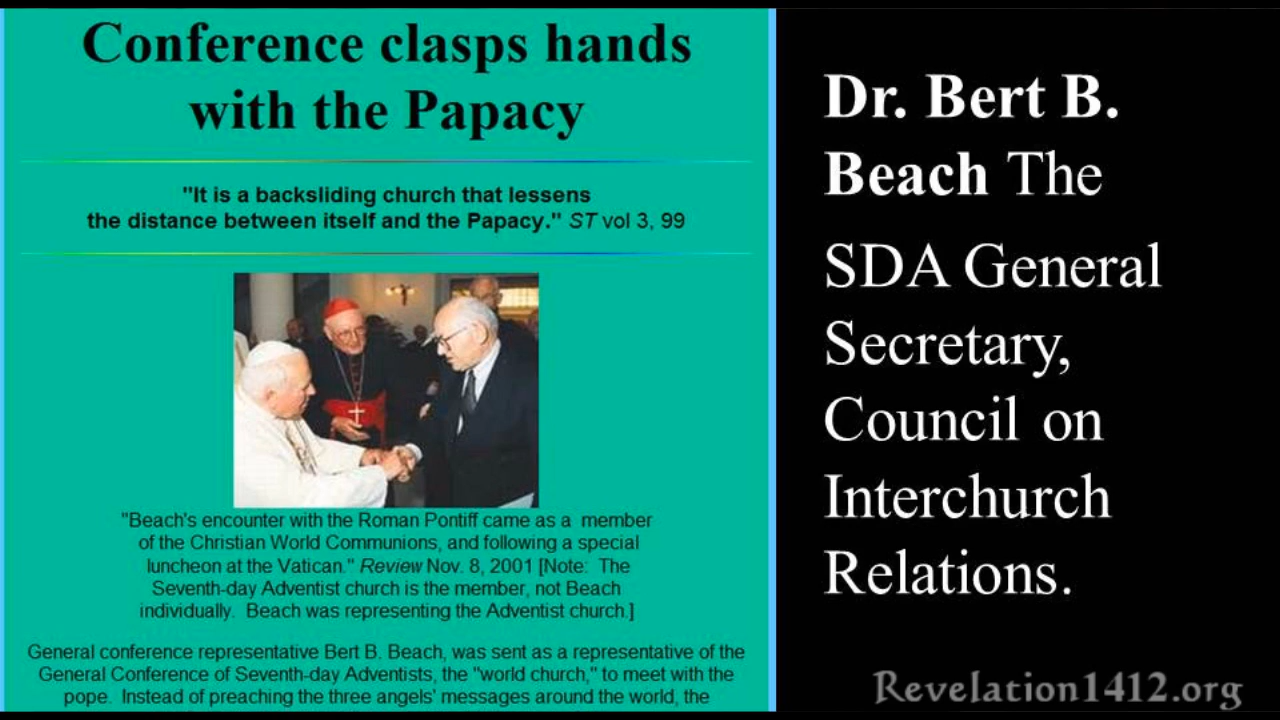 Conference clasps hands
with the Papacy
"It is a backsliding church that lessens
the distance between itself and the Papacy." ST vol 3, 99
"Beach's encounter with the Roman Pontiff came as a member
of the Christian World Communions, and following a special
luncheon at the Vatican." Review Nov. 8, 2001 [Note: The
Seventh-day Adventist church is the member, not Beach
individually. Beach was representing the Adventist church.]
General conference representative Bert B. Beach, was sent as a representative of the
General Conference of Seventh-day Adventists, the "world church," to meet with the
pope. Instead of preaching the three angels' messages around the world, the
Dr. Bert B.
Beach The
SDA General
Secretary,
Council on
Interchurch
Relations.
Revelation1412.org